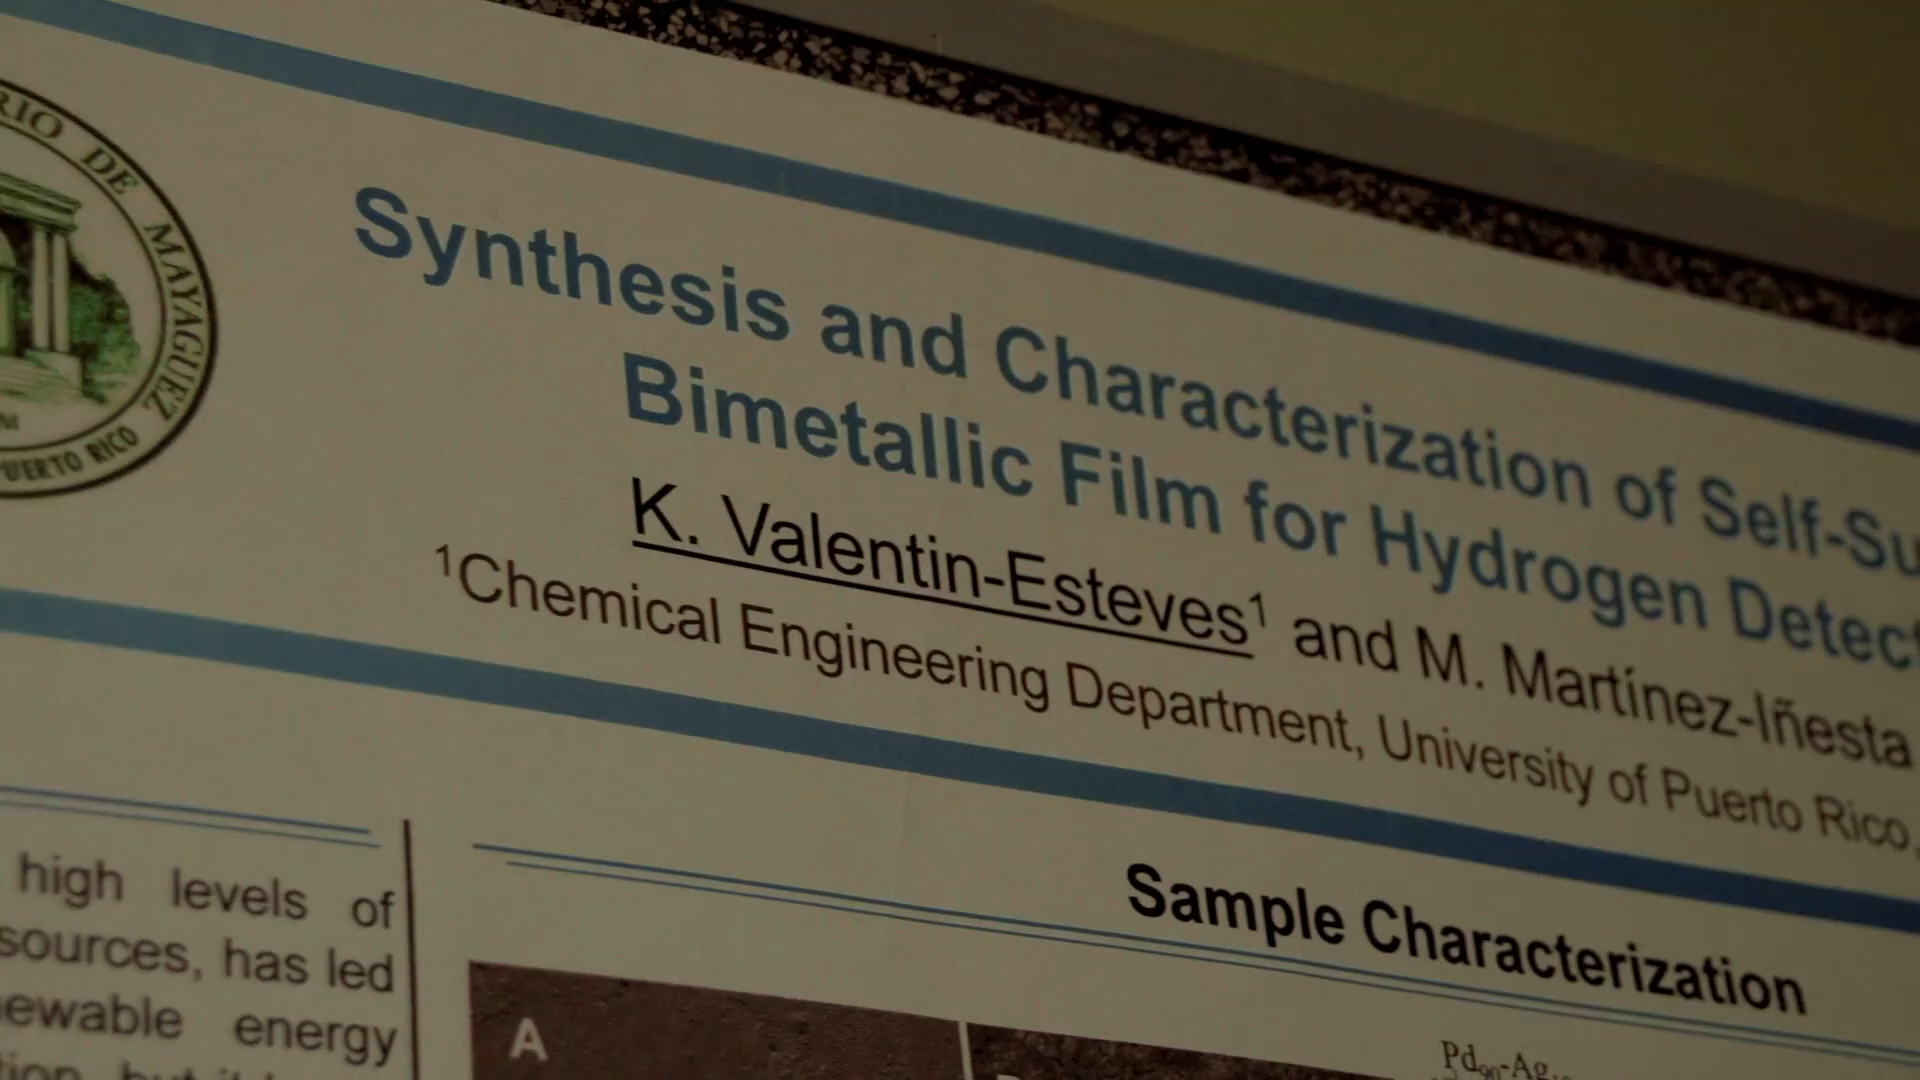 RIO DE MAYAGUEZ
PUERTO RICO
Synthesis and Characterization of Self-Su
Bimetallic Film for Hydrogen Detect
K. Valentin-Esteves¹ and M. Martínez-Iñesta
¹Chemical Engineering Department, University of Puerto Rico,
high levels of
sources, has led
ewable energy
Sample Characterization
A
Pd₉₀-Ag